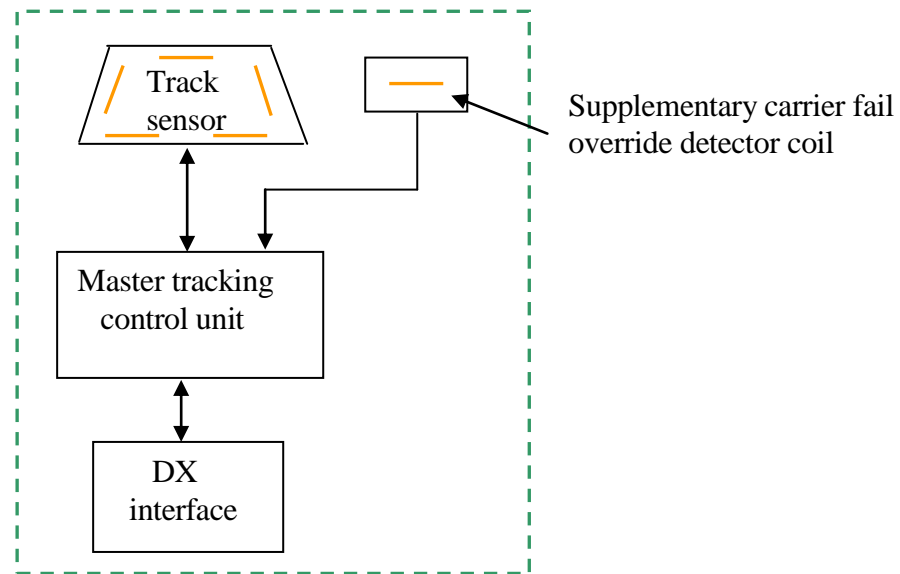 Track
sensor
Supplementary carrier fail
override detector coil
Master tracking
control unit
DX
interface